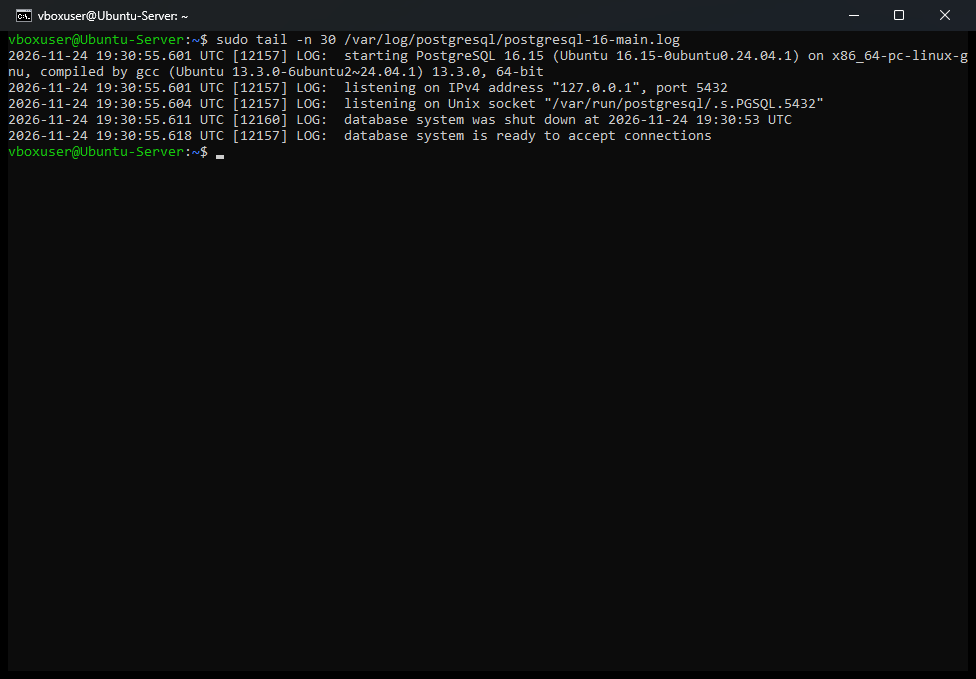 vboxuser@Ubuntu-Server: ~
vboxuser@Ubuntu-Server:~$ sudo tail -n 30 /var/log/postgresql/postgresql-16-main.log
2026-11-24 19:30:55.601 UTC [12157] LOG:  starting PostgreSQL 16.15 (Ubuntu 16.15-0ubuntu0.24.04.1) on x86_64-pc-linux-g
nu, compiled by gcc (Ubuntu 13.3.0-6ubuntu2~24.04.1) 13.3.0, 64-bit
2026-11-24 19:30:55.601 UTC [12157] LOG:  listening on IPv4 address "127.0.0.1", port 5432
2026-11-24 19:30:55.604 UTC [12157] LOG:  listening on Unix socket "/var/run/postgresql/.s.PGSQL.5432"
2026-11-24 19:30:55.611 UTC [12160] LOG:  database system was shut down at 2026-11-24 19:30:53 UTC
2026-11-24 19:30:55.618 UTC [12157] LOG:  database system is ready to accept connections
vboxuser@Ubuntu-Server:~$